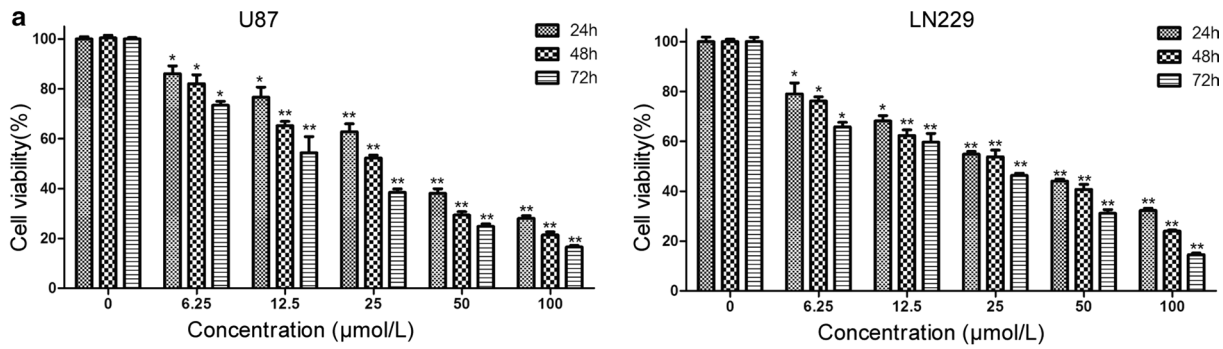 a
U87
24h
48h
72h
Cell viability(%)
100
80
60
40
20
0
* * *
* ** **
** ** **
** ** **
** ** **
0 6.25 12.5 25 50 100
Concentration (μmol/L)
LN229
24h
48h
72h
Cell viability(%)
100
80
60
40
20
0
* * *
* ** **
** ** **
** ** **
** ** **
0 6.25 12.5 25 50 100
Concentration (μmol/L)